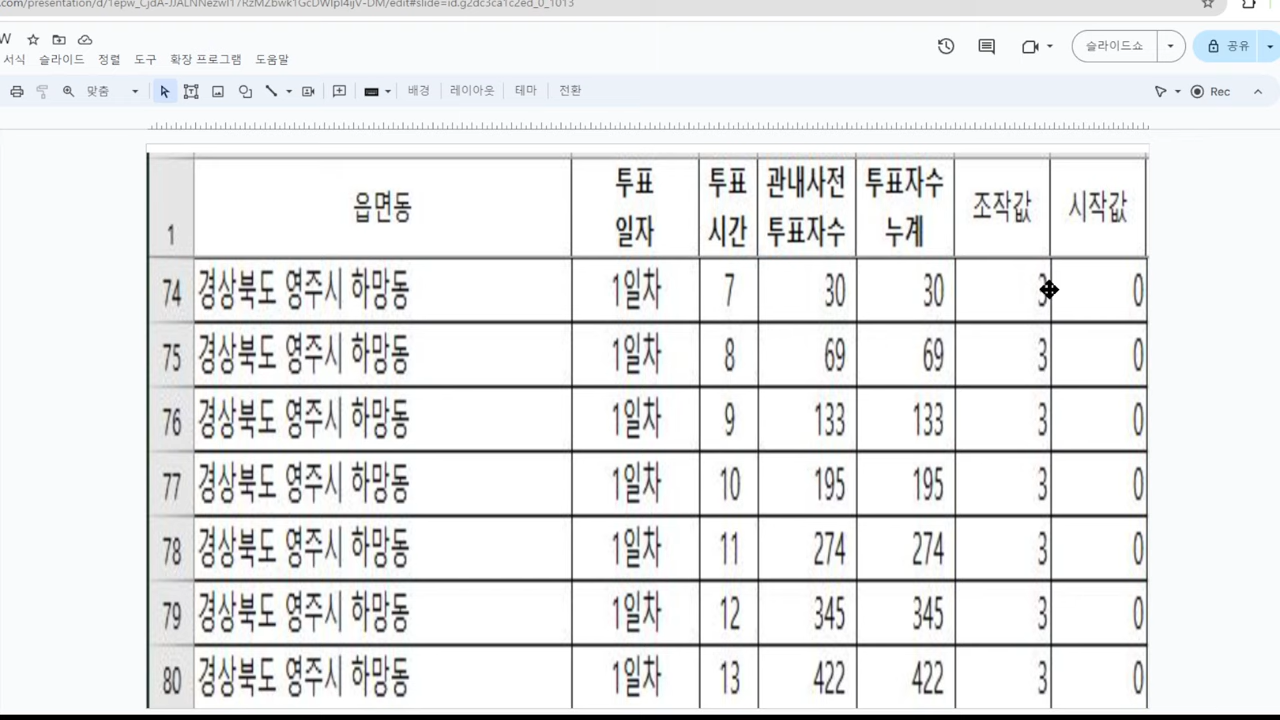 W
서식 슬라이드 정렬 도구 확장 프로그램 도움말
슬라이드쇼 공유
맞춤 배경 레이아웃 테마 전환 Rec
1 읍면동 투표 일자 투표 시간 관내사전 투표자수 투표자수 누계 조작값 시작값
74 경상북도 영주시 하망동 1일차 7 30 30 3 0
75 경상북도 영주시 하망동 1일차 8 69 69 3 0
76 경상북도 영주시 하망동 1일차 9 133 133 3 0
77 경상북도 영주시 하망동 1일차 10 195 195 3 0
78 경상북도 영주시 하망동 1일차 11 274 274 3 0
79 경상북도 영주시 하망동 1일차 12 345 345 3 0
80 경상북도 영주시 하망동 1일차 13 422 422 3 0